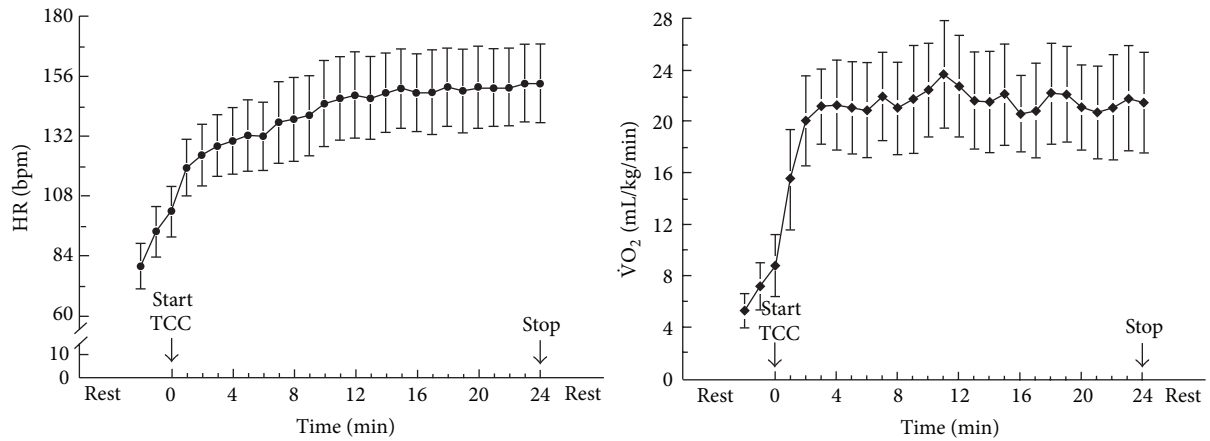 180
156
132
108
84
60
10
0
HR (bpm)
Start
TCC
Stop
Rest
0
4
8
12
16
20
24
Rest
Time (min)
28
24
20
16
12
8
4
0
V̇O₂ (mL/kg/min)
Start
TCC
Stop
Rest
0
4
8
12
16
20
24
Rest
Time (min)